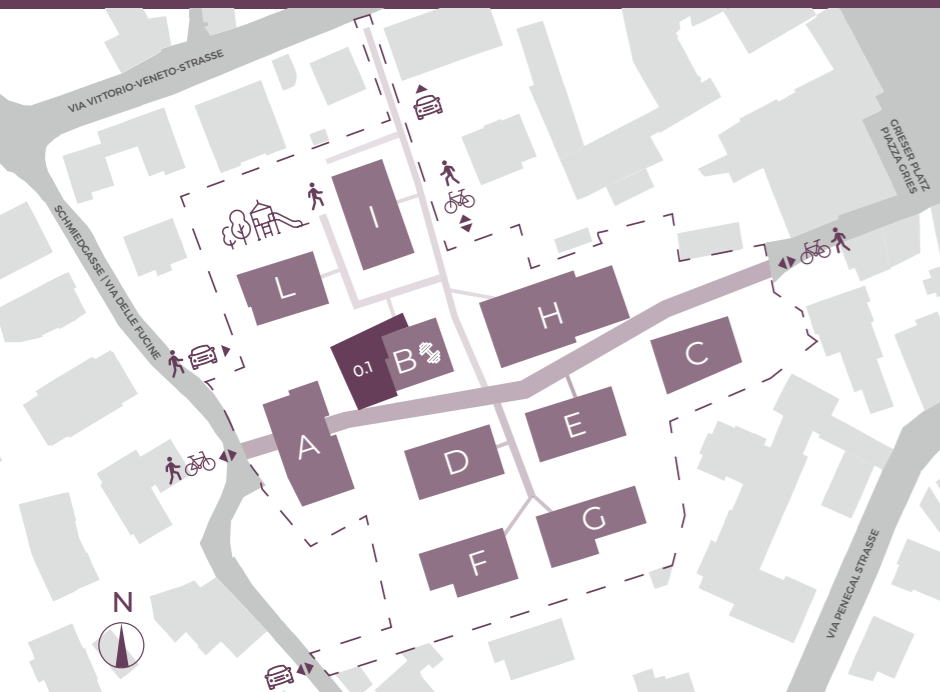 VIA VITTORIO-VENETO-STRASSE
GRIESER PLATZ
PIAZZA GRIES
SCHMIEDGASSE | VIA DELLE FUCINE
I
L
H
0.1
B
C
A
E
D
G
F
VIA PENEGAL STRASSE
N